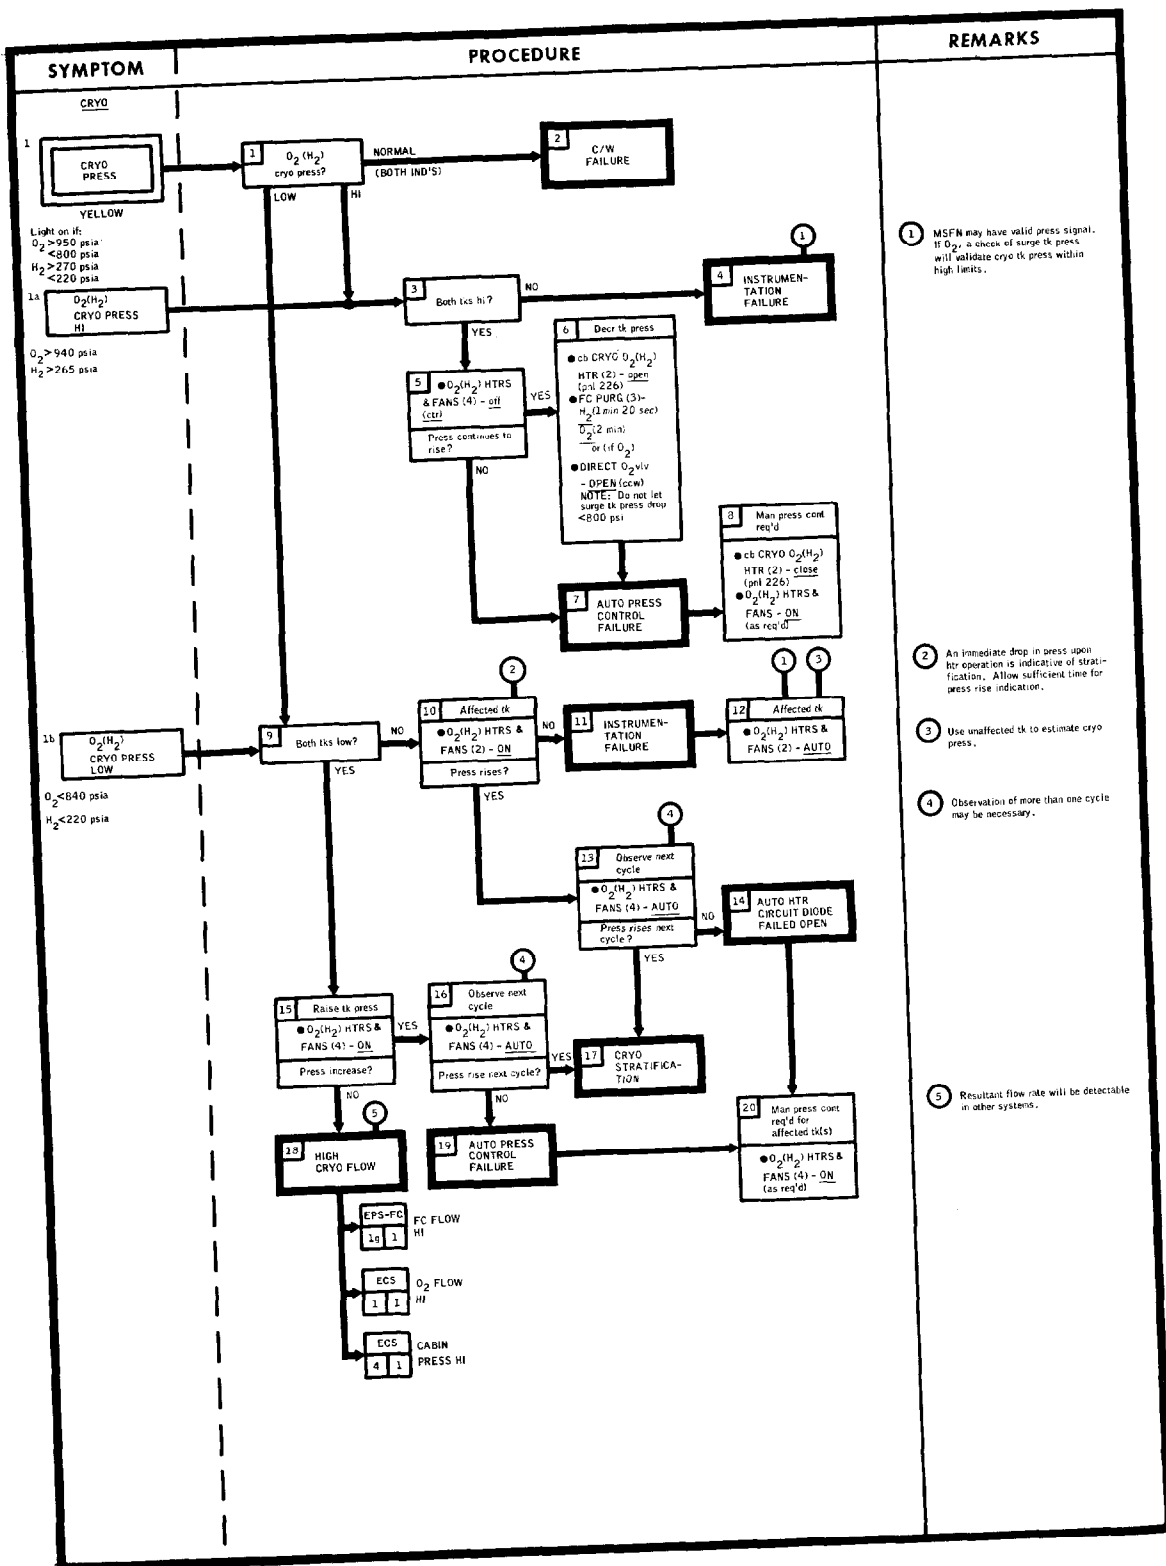 SYMPTOM
PROCEDURE
REMARKS
CRYO
1
CRYO
PRESS
YELLOW
Light on if:
O2>950 psia
<800 psia
H2>270 psia
<220 psia
1a
O2(H2)
CRYO PRESS
HI
O2>940 psia
H2>265 psia
1b
O2(H2)
CRYO PRESS
LOW
O2<840 psia
H2<220 psia
1
O2(H2)
cryo press?
NORMAL
(BOTH IND'S)
LOW
HI
2
C/W
FAILURE
3
Both tks hi?
NO
YES
1
4
INSTRUMEN-
TATION
FAILURE
5
●O2(H2) HTRS
& FANS (4) - off
(ctr)
Press continues to
rise?
YES
NO
6
Decr tk press
●cb CRYO O2(H2)
HTR (2) - open
(pnl 226)
●FC PURG (3)-
H2(1 min 20 sec)
O2(2 min)
or (if O2)
●DIRECT O2 vlv
- OPEN (ccw)
NOTE: Do not let
surge tk press drop
<800 psi
7
AUTO PRESS
CONTROL
FAILURE
8
Man press cont
req'd
●cb CRYO O2(H2)
HTR (2) - close
(pnl 226)
●O2(H2) HTRS &
FANS - ON
(as req'd)
9
Both tks low?
NO
YES
2
10
Affected tk
●O2(H2) HTRS &
FANS (2) - ON
Press rises?
NO
YES
11
INSTRUMEN-
TATION
FAILURE
1
3
12
Affected tk
●O2(H2) HTRS &
FANS (2) - AUTO
4
13
Observe next
cycle
●O2(H2) HTRS &
FANS (4) - AUTO
Press rises next
cycle?
NO
YES
14
AUTO HTR
CIRCUIT DIODE
FAILED OPEN
15
Raise tk press
●O2(H2) HTRS &
FANS (4) - ON
Press increase?
YES
NO
4
16
Observe next
cycle
●O2(H2) HTRS &
FANS (4) - AUTO
Press rise next cycle?
YES
NO
17
CRYO
STRATIFICA-
TION
5
18
HIGH
CRYO FLOW
19
AUTO PRESS
CONTROL
FAILURE
20
Man press cont
req'd for
affected tk(s)
●O2(H2) HTRS &
FANS (4) - ON
(as req'd)
EPS-FC
1g 1
FC FLOW
HI
ECS
1 1
O2 FLOW
HI
ECS
4 1
CABIN
PRESS HI
1
MSFN may have valid press signal.
If O2, a check of surge tk press
will validate cryo tk press within
high limits.
2
An immediate drop in press upon
htr operation is indicative of strati-
fication. Allow sufficient time for
press rise indication.
3
Use unaffected tk to estimate cryo
press.
4
Observation of more than one cycle
may be necessary.
5
Resultant flow rate will be detectable
in other systems.